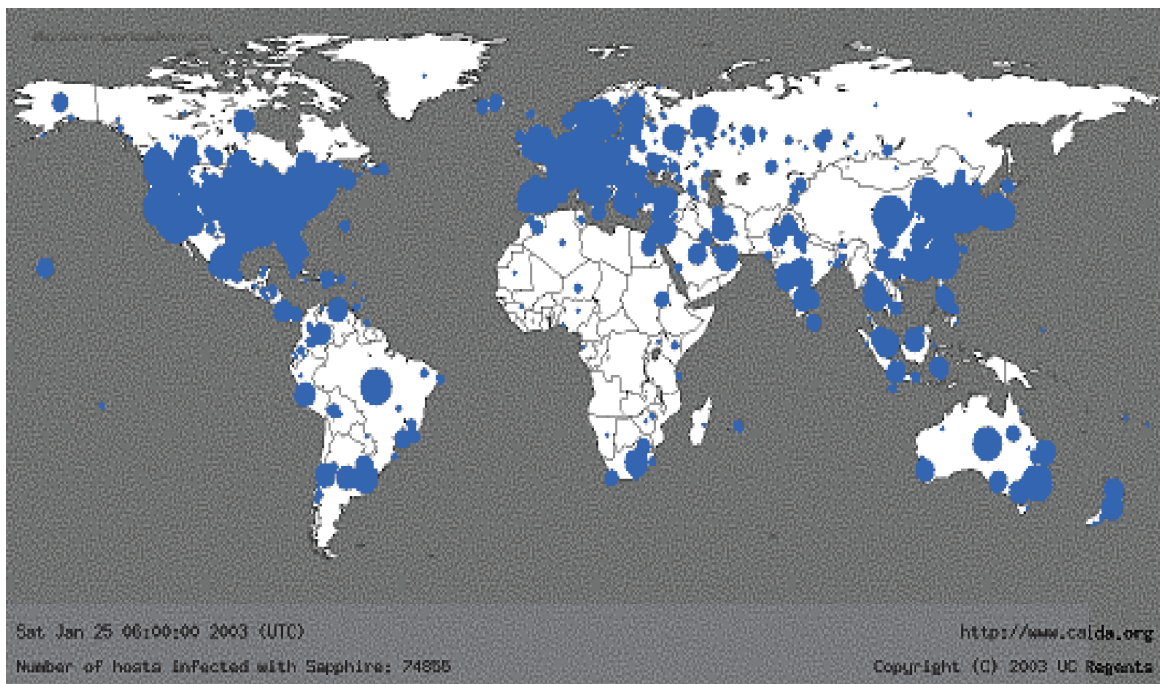 Sat Jan 25 06:00:00 2003 (UTC)
http://www.caida.org
Number of hosts infected with Sapphire: 74855
Copyright (C) 2003 UC Regents